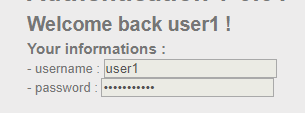 Welcome back user1 !
Your informations :
- username : user1
- password : •••••••••••